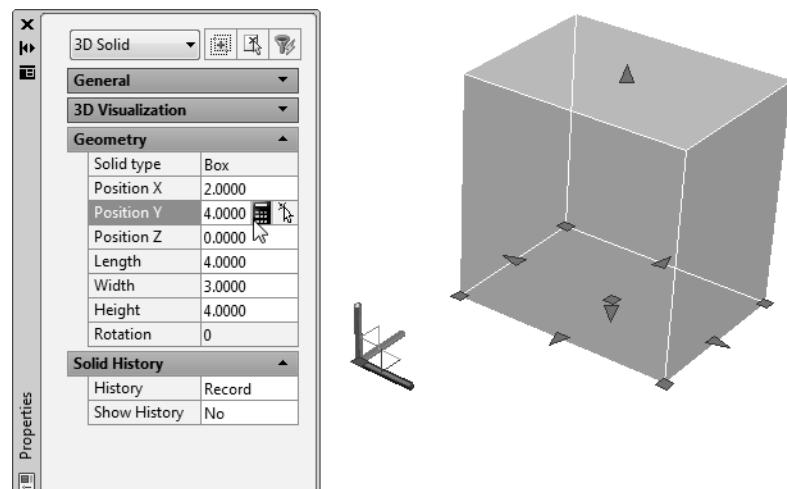 3D Solid
General
3D Visualization
Geometry
Solid type Box
Position X 2.0000
Position Y 4.0000
Position Z 0.0000
Length 4.0000
Width 3.0000
Height 4.0000
Rotation 0
Solid History
History Record
Show History No
Properties